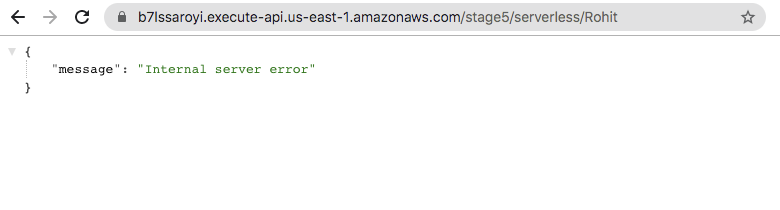 b7lssaroyi.execute-api.us-east-1.amazonaws.com/stage5/serverless/Rohit
{
"message": "Internal server error"
}